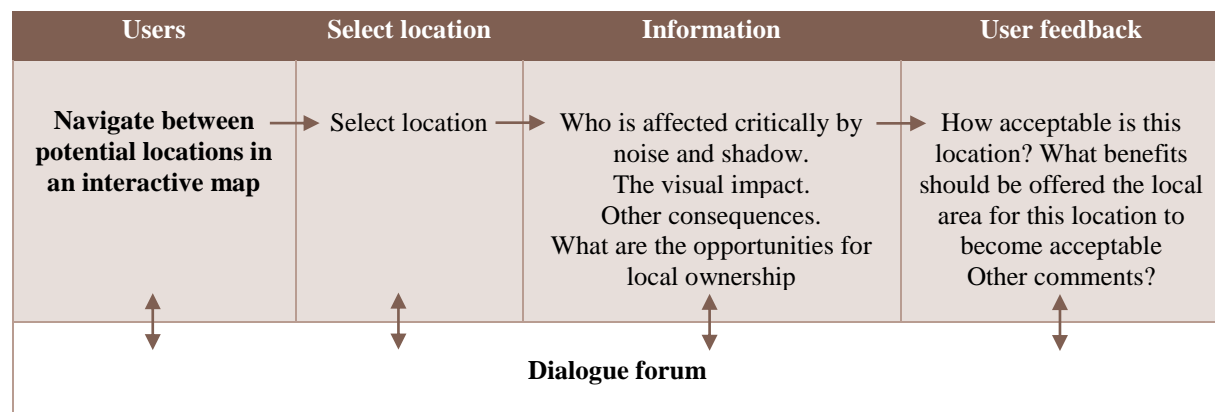 Users
Select location
Information
User feedback
Navigate between
potential locations in
an interactive map
Select location
Who is affected critically by
noise and shadow.
The visual impact.
Other consequences.
What are the opportunities for
local ownership
How acceptable is this
location? What benefits
should be offered the local
area for this location to
become acceptable
Other comments?
Dialogue forum